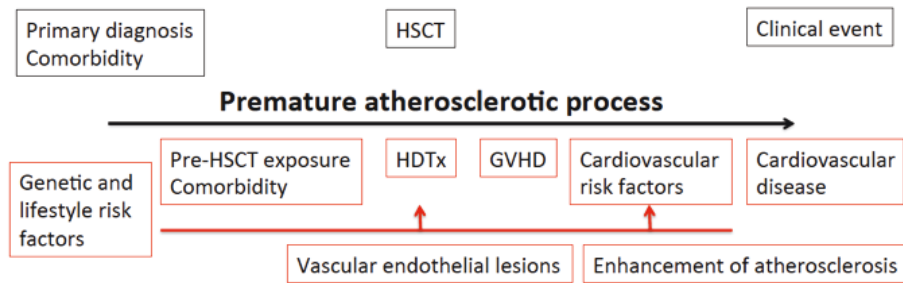 Primary diagnosis
Comorbidity
HSCT
Clinical event
Premature atherosclerotic process
Genetic and
lifestyle risk
factors
Pre-HSCT exposure
Comorbidity
HDTx
GVHD
Cardiovascular
risk factors
Cardiovascular
disease
Vascular endothelial lesions
Enhancement of atherosclerosis